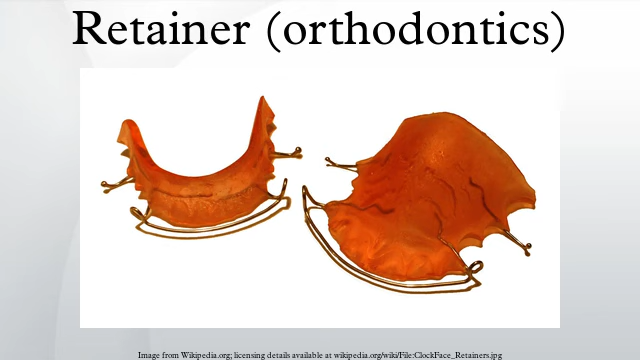 Retainer (orthodontics)
Image from Wikipedia.org; licensing details available at wikipedia.org/wiki/File:ClockFace_Retainers.jpg